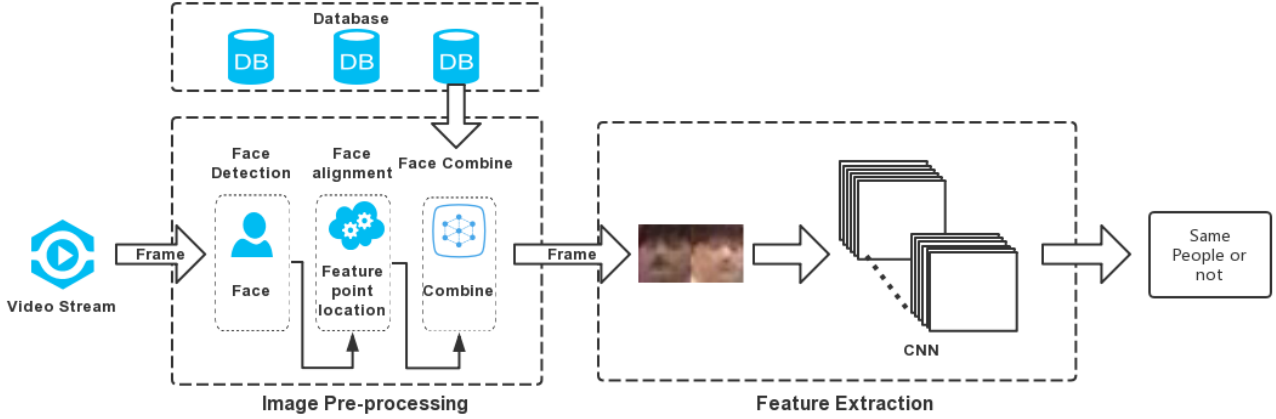 Database
DB
DB
DB
Face
Detection
Face
alignment
Face Combine
Video Stream
Frame
Face
Feature
point
location
Combine
Frame
CNN
Same
People or
not
Image Pre-processing
Feature Extraction